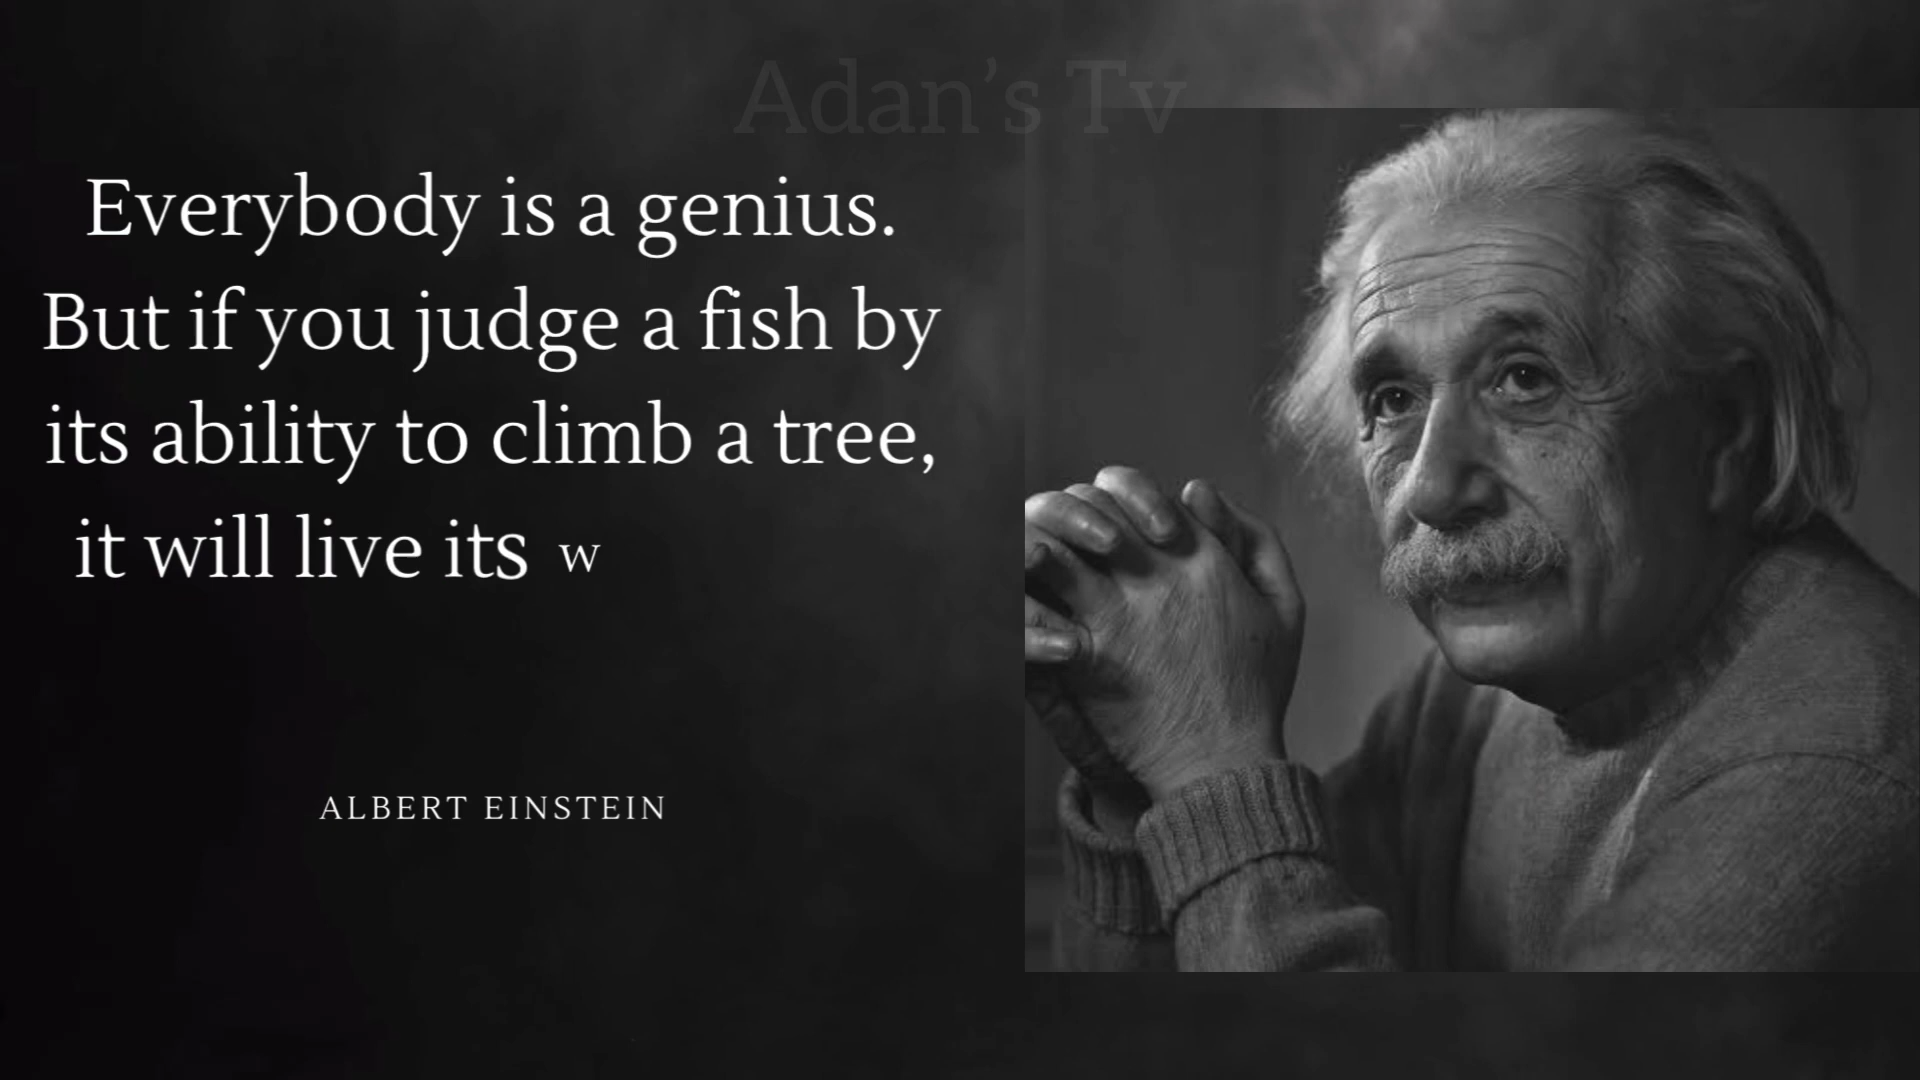 Adan’s Tv
Everybody is a genius.
But if you judge a fish by
its ability to climb a tree,
it will live its w
ALBERT EINSTEIN